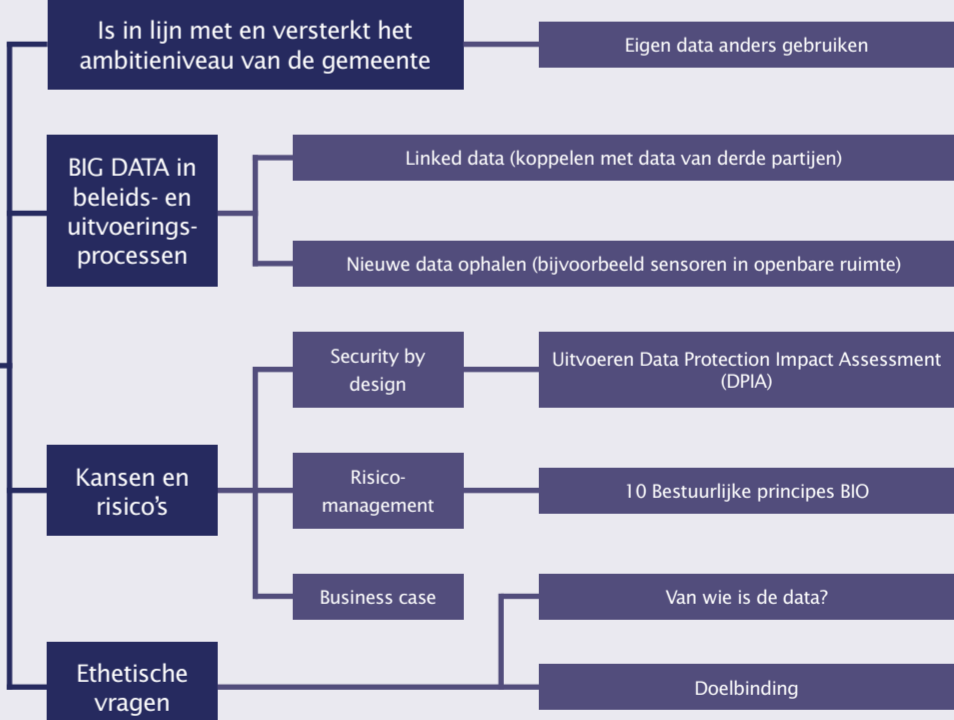 Is in lijn met en versterkt het
ambitieniveau van de gemeente
Eigen data anders gebruiken
BIG DATA in
beleids- en
uitvoerings-
processen
Linked data (koppelen met data van derde partijen)
Nieuwe data ophalen (bijvoorbeeld sensoren in openbare ruimte)
Kansen en
risico's
Security by
design
Uitvoeren Data Protection Impact Assessment
(DPIA)
Risico-
management
10 Bestuurlijke principes BIO
Business case
Ethetische
vragen
Van wie is de data?
Doelbinding